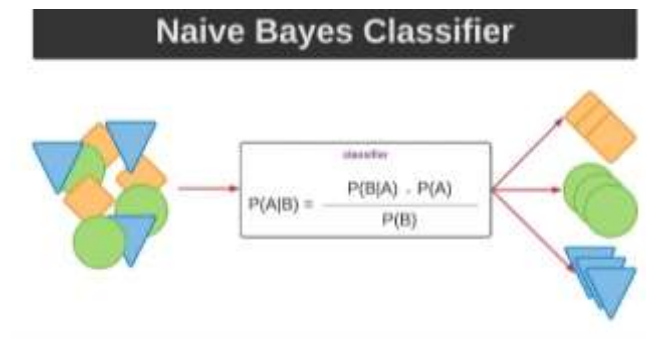 Naive Bayes Classifier
classifier
P(A|B) = P(B|A) . P(A)
P(B)